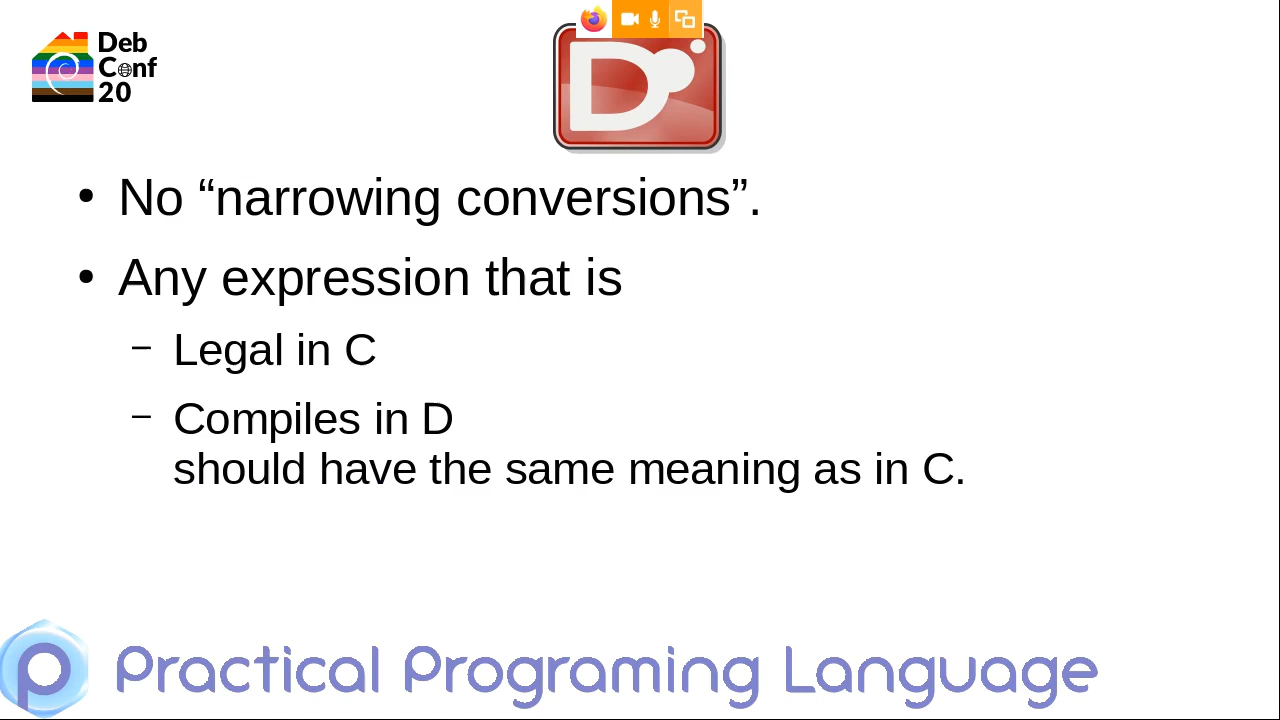 Deb
Conf
20
D
• No “narrowing conversions”.
• Any expression that is
– Legal in C
– Compiles in D
should have the same meaning as in C.
Practical Programing Language